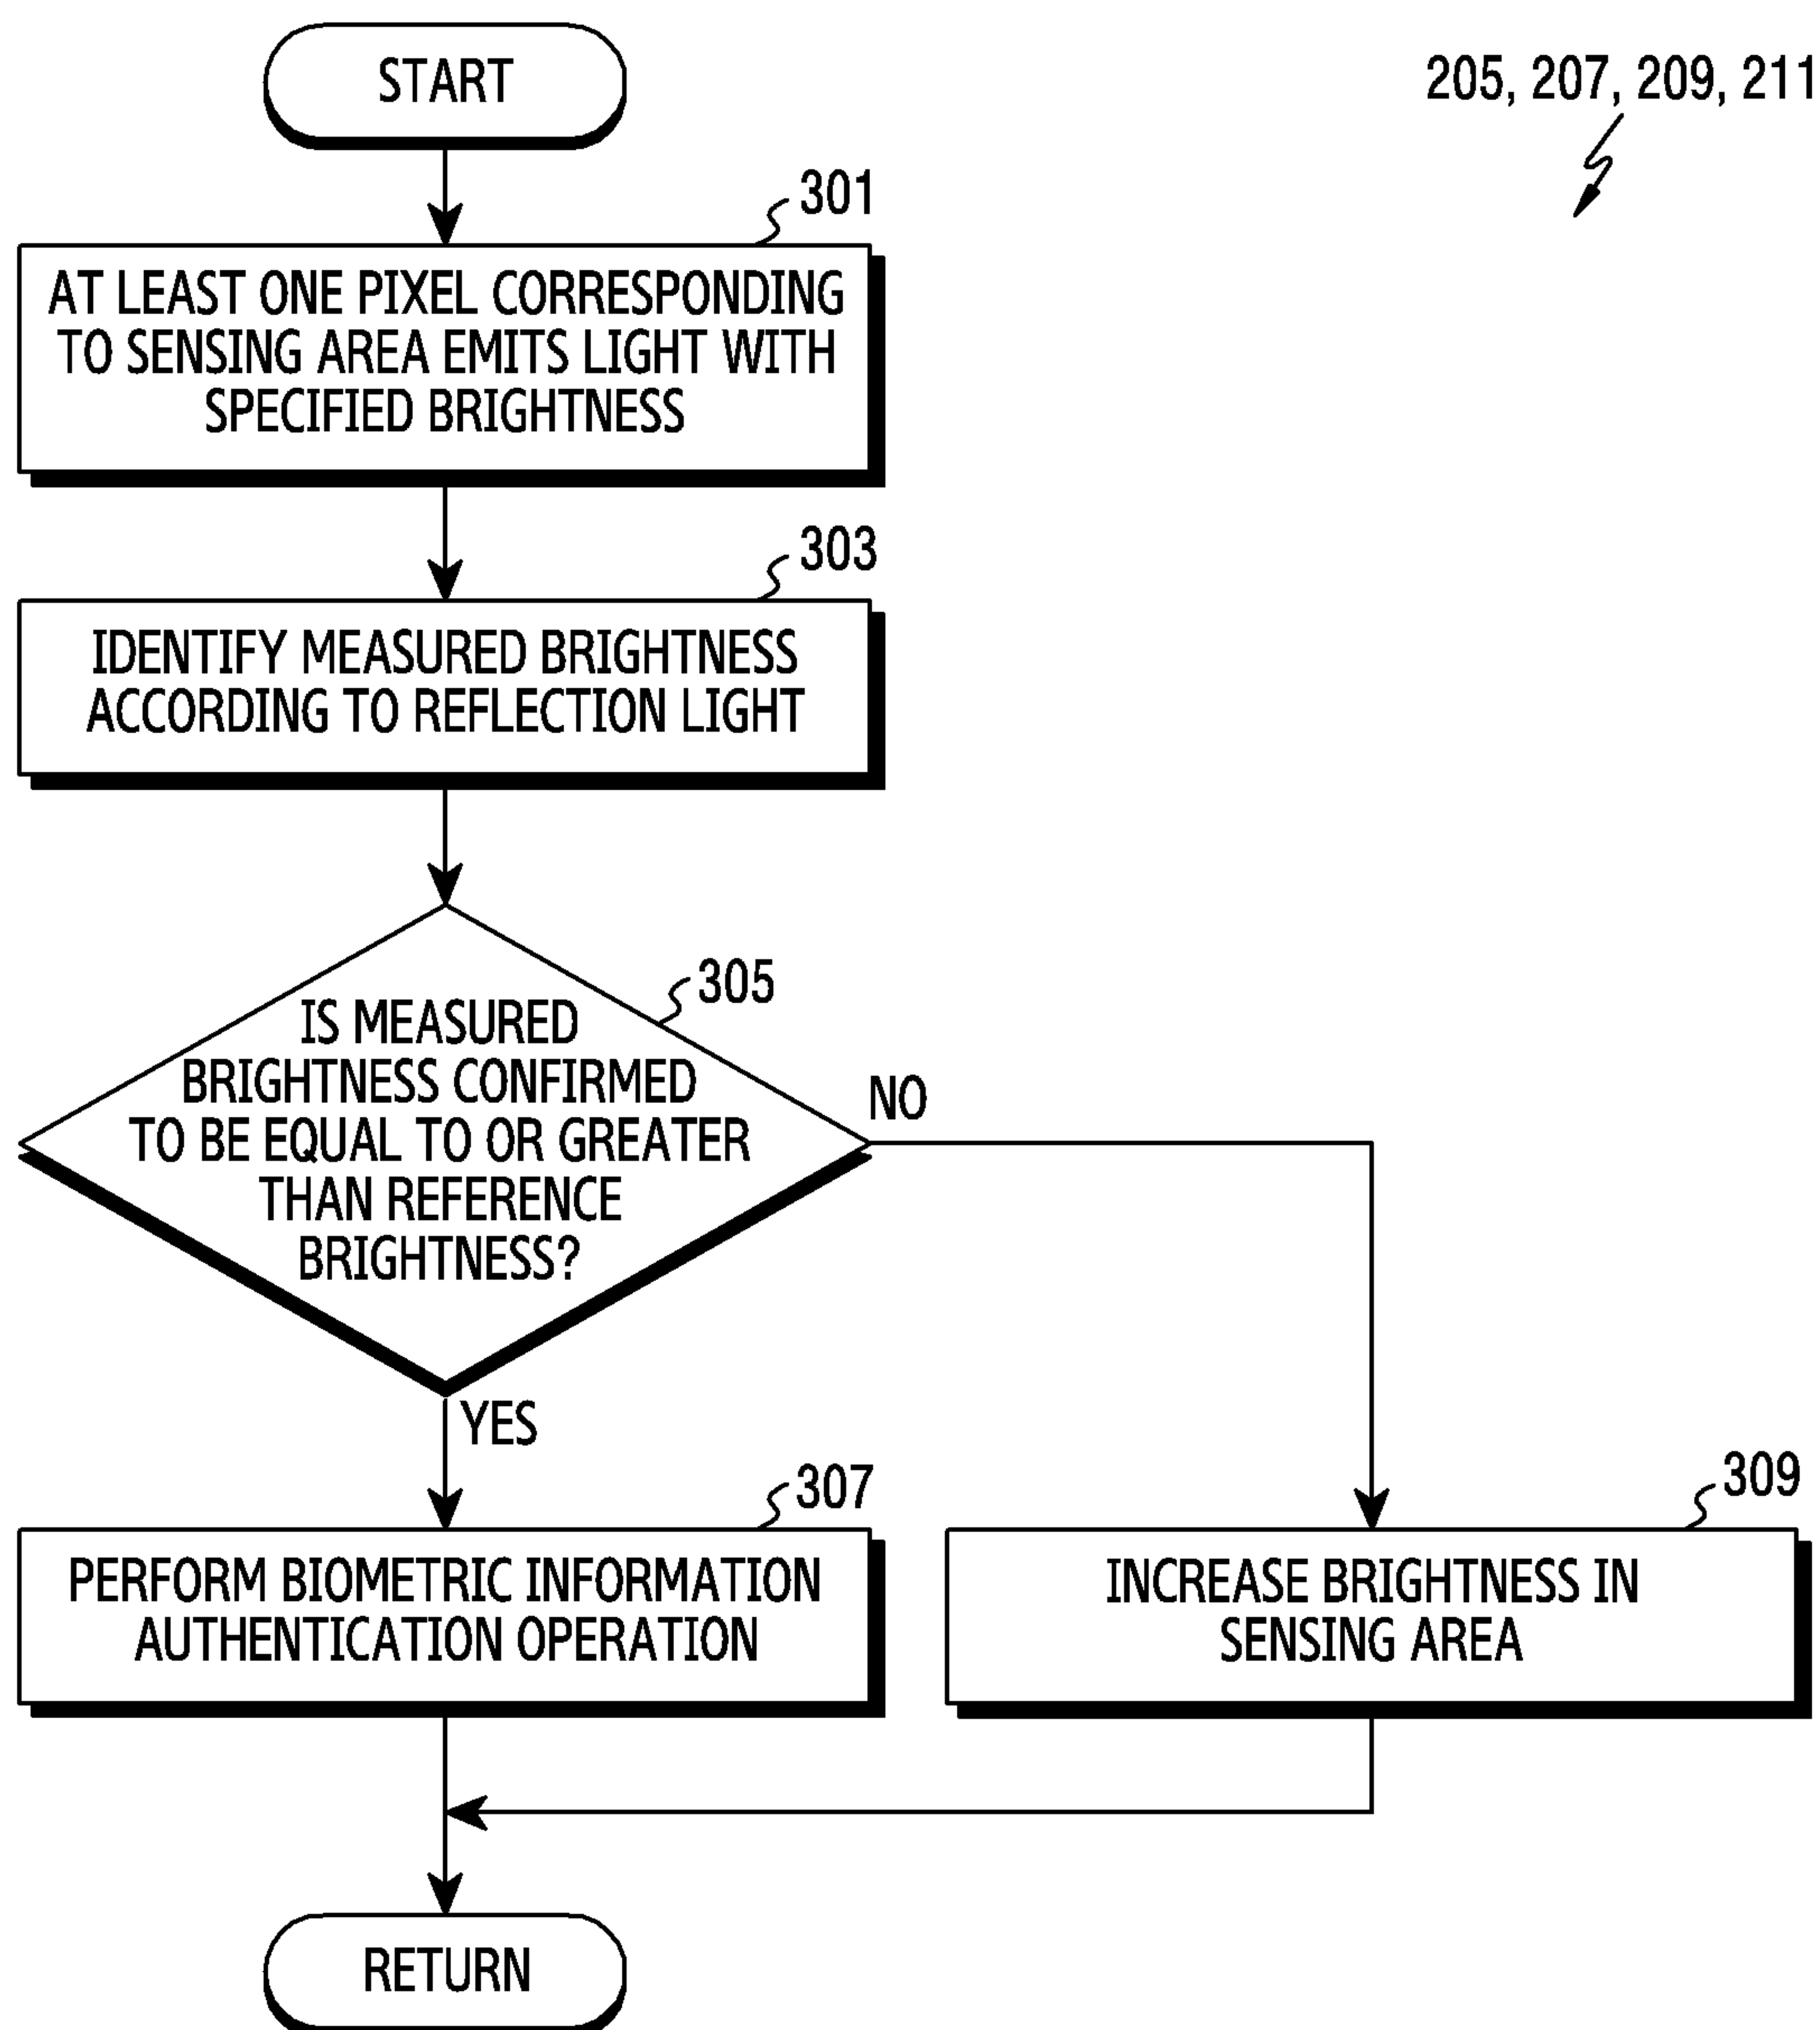 START
205, 207, 209, 211
301
AT LEAST ONE PIXEL CORRESPONDING
TO SENSING AREA EMITS LIGHT WITH
SPECIFIED BRIGHTNESS
303
IDENTIFY MEASURED BRIGHTNESS
ACCORDING TO REFLECTION LIGHT
305
IS MEASURED
BRIGHTNESS CONFIRMED
TO BE EQUAL TO OR GREATER
THAN REFERENCE
BRIGHTNESS?
NO
YES
307
PERFORM BIOMETRIC INFORMATION
AUTHENTICATION OPERATION
309
INCREASE BRIGHTNESS IN
SENSING AREA
RETURN